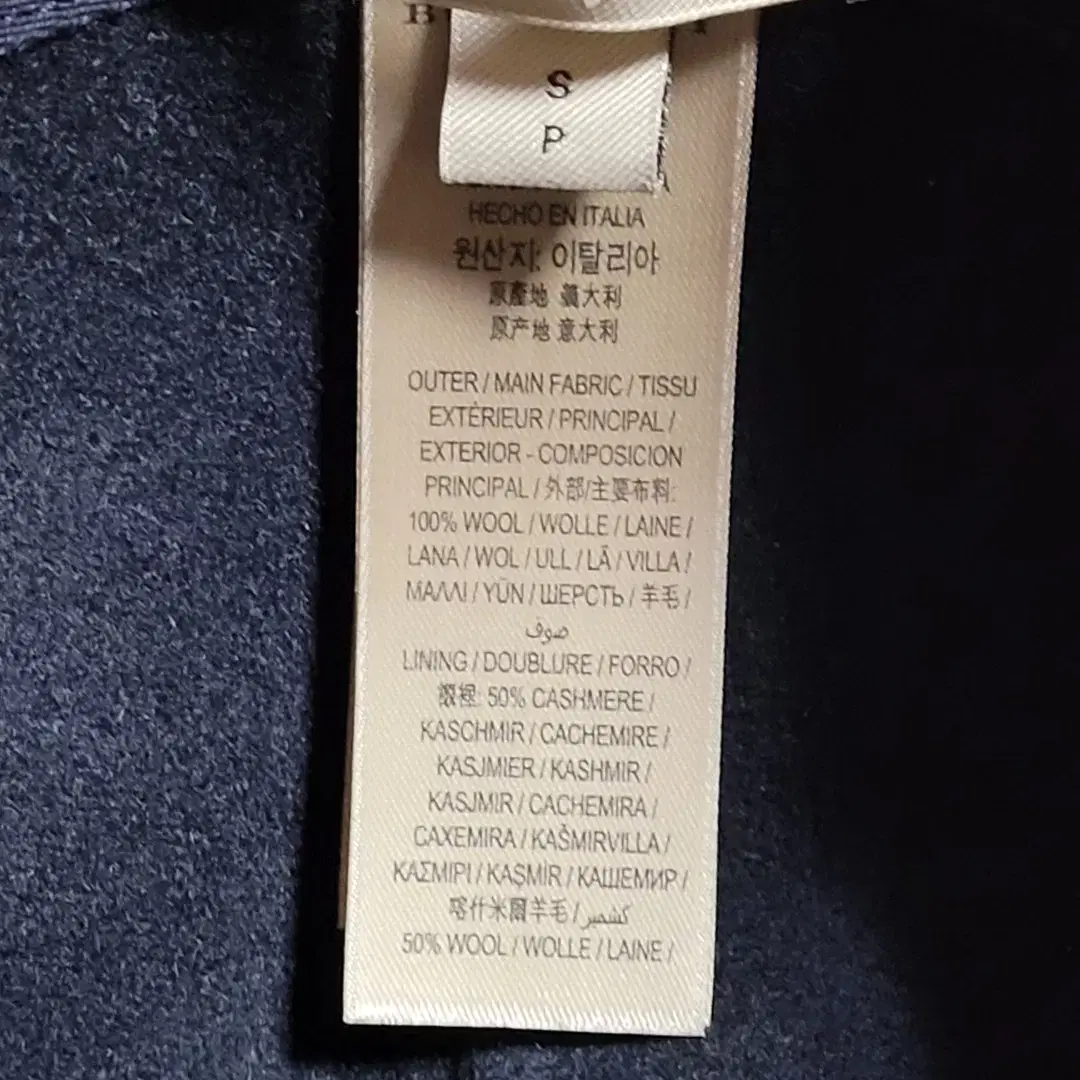 B
S
P
HECHO EN ITALIA
원산지: 이탈리아
原產地 義大利
原产地 意大利
OUTER / MAIN FABRIC / TISSU
EXTÉRIEUR / PRINCIPAL /
EXTERIOR - COMPOSICION
PRINCIPAL / 外部/主要布料:
100% WOOL / WOLLE / LAINE /
LANA / WOL / ULL / LÃ / VILLA /
ΜΑΛΛΙ / YÜN / ШЕРСТЬ / 羊毛 /
صوف
LINING / DOUBLURE / FORRO /
裰裡: 50% CASHMERE /
KASCHMIR / CACHEMIRE /
KASJMIER / KASHMIR /
KASJMIR / CACHEMIRA /
CAXEMIRA / KAŠMIRVILLA /
ΚΑΣΜΙΡΙ / KAŞMİR / КАШЕМИР /
喀什米爾羊毛 / كشمير
50% WOOL / WOLLE / LAINE /